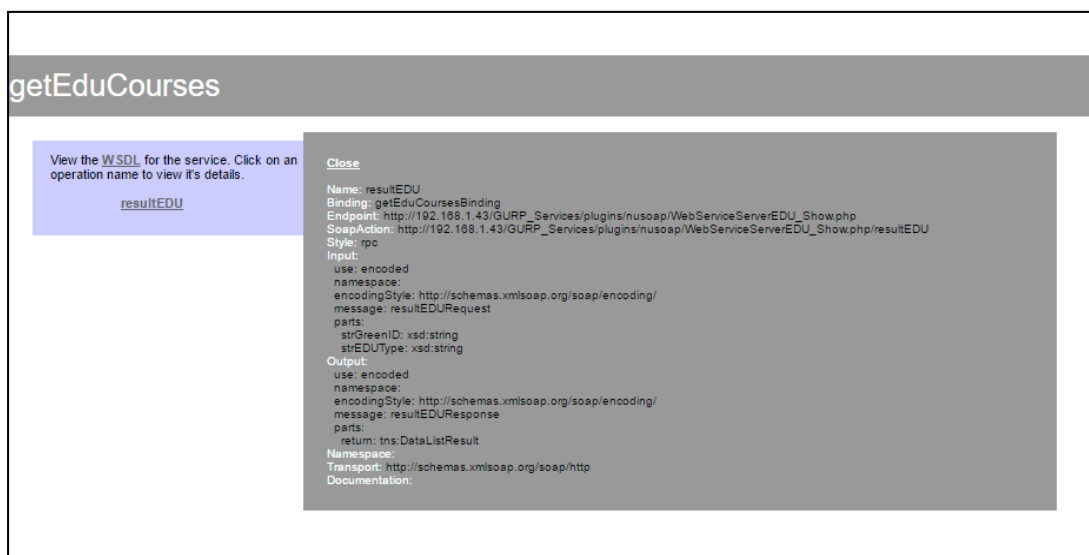 getEduCourses
View the WSDL for the service. Click on an
operation name to view it's details.
resultEDU
Close
Name: resultEDU
Binding: getEduCoursesBinding
Endpoint: http://192.168.1.43/GURP_Services/plugins/nusoap/WebServiceServerEDU_Show.php
SoapAction: http://192.168.1.43/GURP_Services/plugins/nusoap/WebServiceServerEDU_Show.php/resultEDU
Style: rpc
Input:
use: encoded
namespace:
encodingStyle: http://schemas.xmlsoap.org/soap/encoding/
message: resultEDURequest
parts:
strGreenID: xsd:string
strEDUType: xsd:string
Output:
use: encoded
namespace:
encodingStyle: http://schemas.xmlsoap.org/soap/encoding/
message: resultEDUResponse
parts:
return: tns:DataListResult
Namespace:
Transport: http://schemas.xmlsoap.org/soap/http
Documentation: